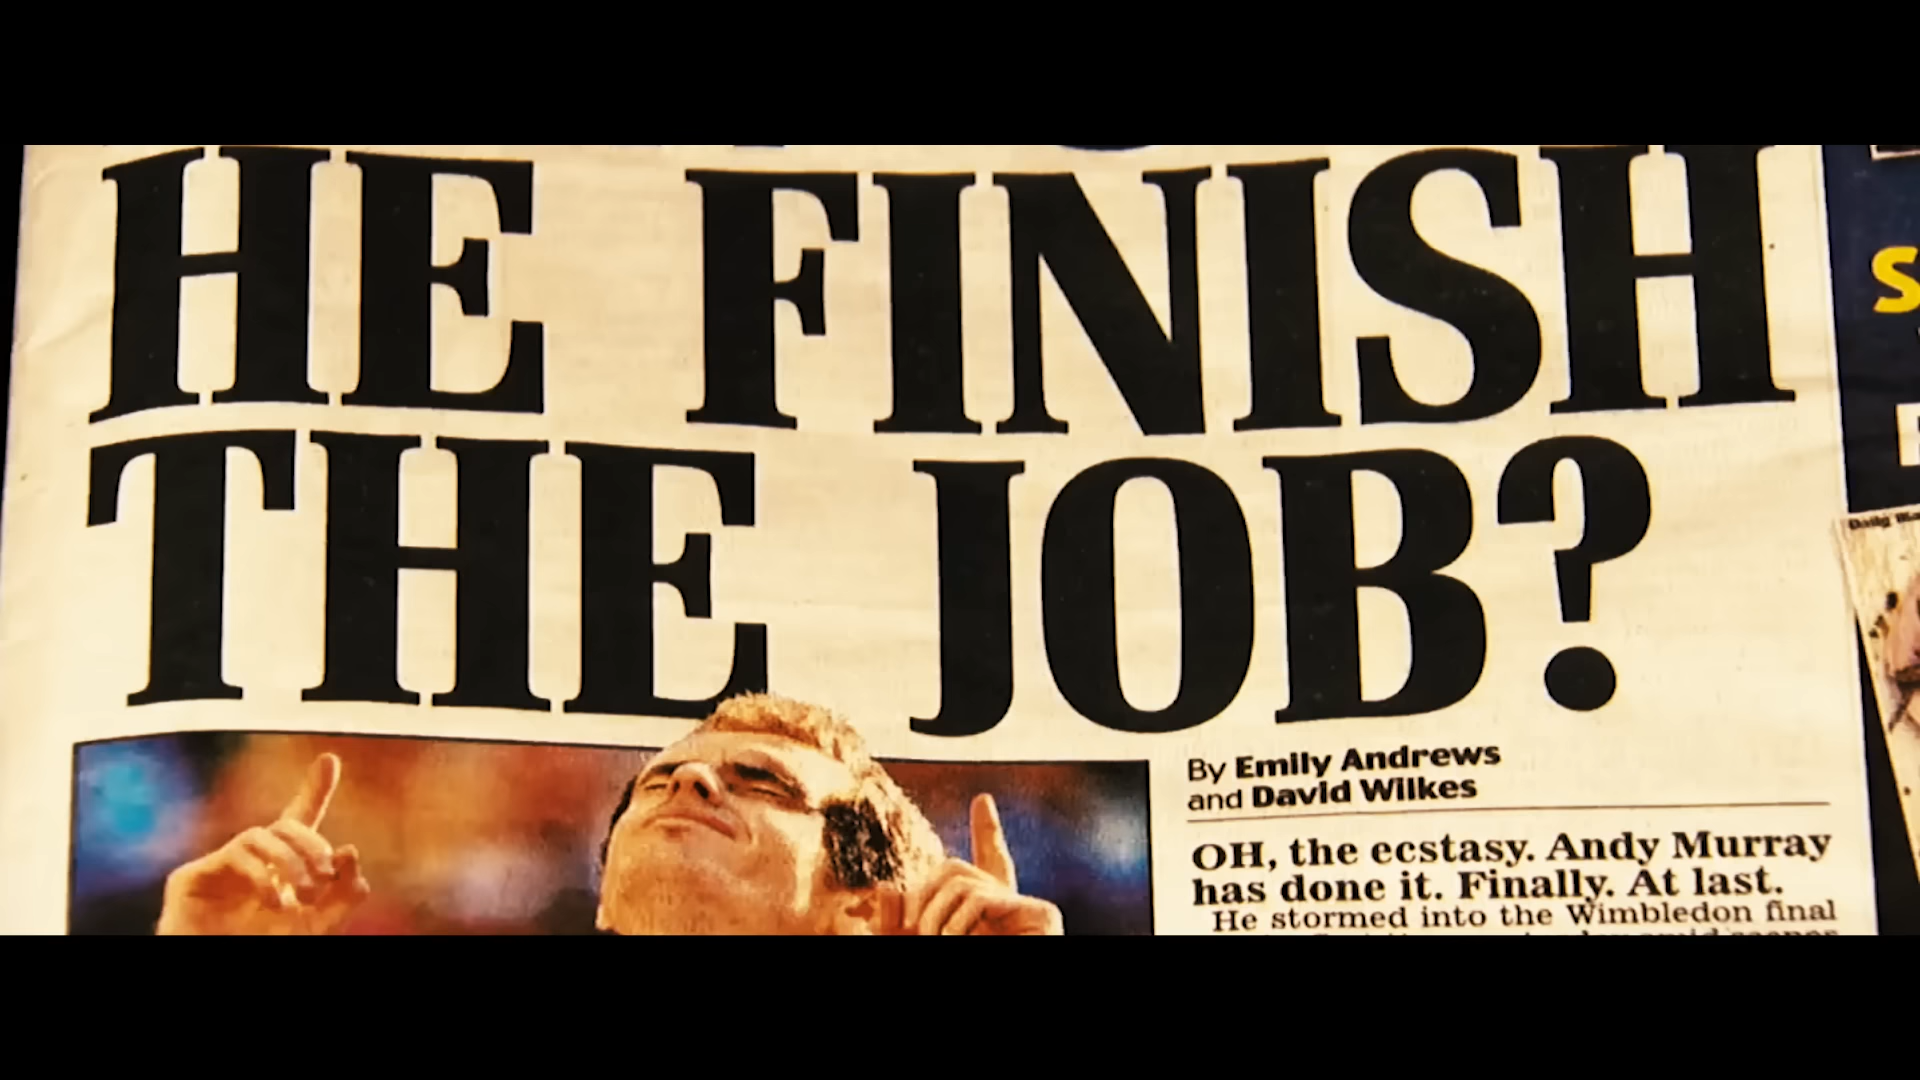 HE FINISH
THE JOB?
By Emily Andrews
and David Wilkes
OH, the ecstasy. Andy Murray
has done it. Finally. At last.
He stormed into the Wimbledon final
S
Daily